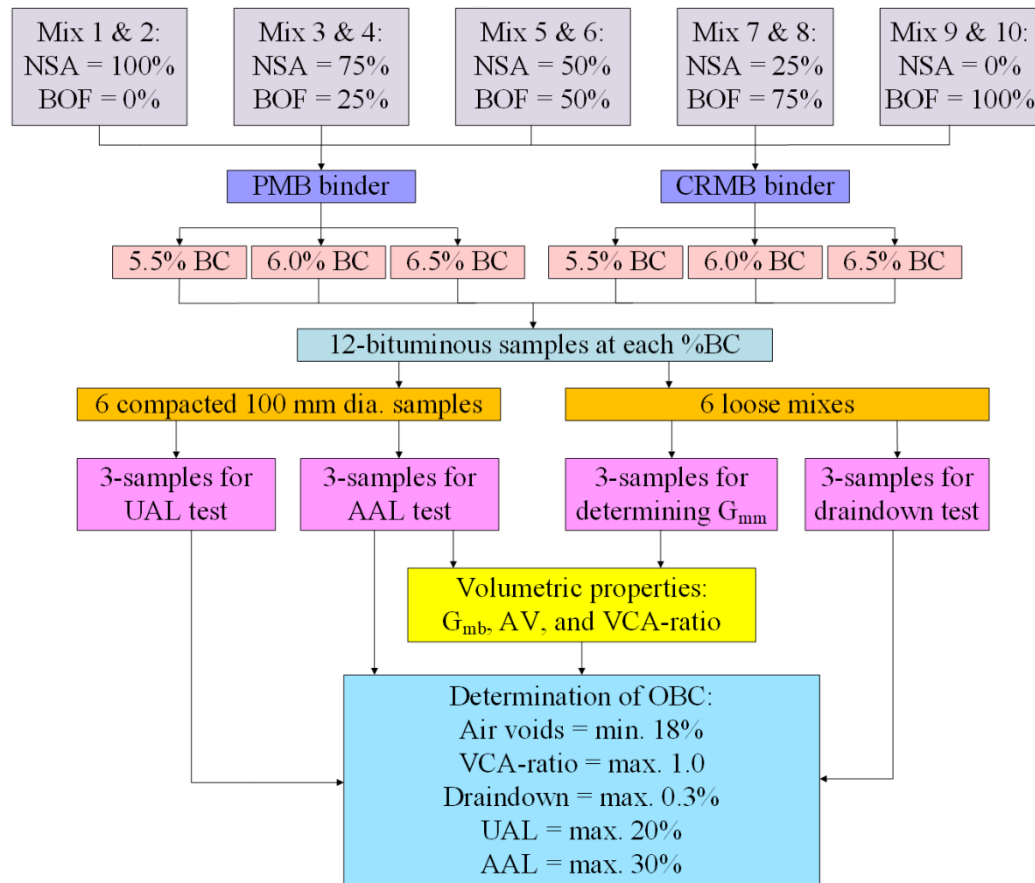 Mix 1 & 2:
NSA = 100%
BOF = 0%
Mix 3 & 4:
NSA = 75%
BOF = 25%
Mix 5 & 6:
NSA = 50%
BOF = 50%
Mix 7 & 8:
NSA = 25%
BOF = 75%
Mix 9 & 10:
NSA = 0%
BOF = 100%
PMB binder
CRMB binder
5.5% BC
6.0% BC
6.5% BC
5.5% BC
6.0% BC
6.5% BC
12-bituminous samples at each %BC
6 compacted 100 mm dia. samples
6 loose mixes
3-samples for
UAL test
3-samples for
AAL test
3-samples for
determining Gmm
3-samples for
draindown test
Volumetric properties:
Gmb, AV, and VCA-ratio
Determination of OBC:
Air voids = min. 18%
VCA-ratio = max. 1.0
Draindown = max. 0.3%
UAL = max. 20%
AAL = max. 30%